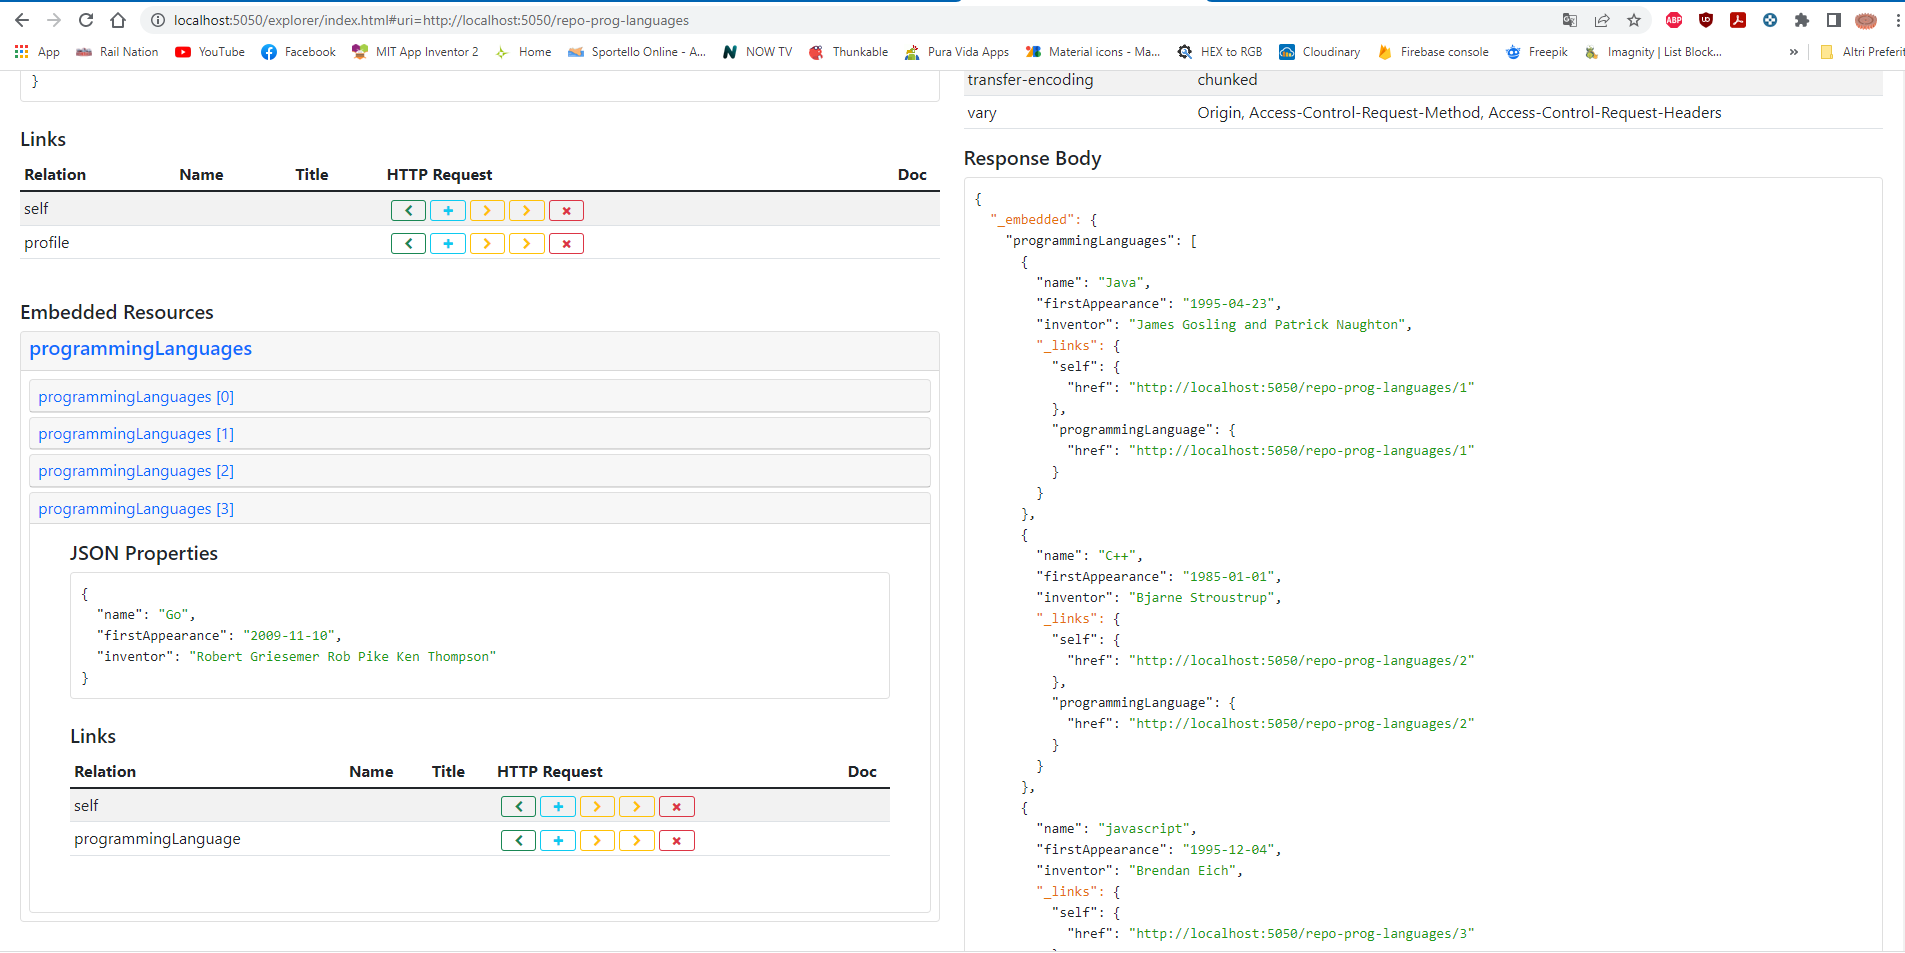 localhost:5050/explorer/index.html#uri=http://localhost:5050/repo-prog-languages
App Rail Nation YouTube Facebook MIT App Inventor 2 Home Sportello Online - A... NOW TV Thunkable Pura Vida Apps Material icons - Ma... HEX to RGB Cloudinary Firebase console Freepik Imagnity | List Block... » Altri Preferit
}
Links
Relation Name Title HTTP Request Doc
self
profile
Embedded Resources
programmingLanguages
programmingLanguages [0]
programmingLanguages [1]
programmingLanguages [2]
programmingLanguages [3]
JSON Properties
{
"name": "Go",
"firstAppearance": "2009-11-10",
"inventor": "Robert Griesemer Rob Pike Ken Thompson"
}
Links
Relation Name Title HTTP Request Doc
self
programmingLanguage
transfer-encoding chunked
vary Origin, Access-Control-Request-Method, Access-Control-Request-Headers
Response Body
{
"_embedded": {
"programmingLanguages": [
{
"name": "Java",
"firstAppearance": "1995-04-23",
"inventor": "James Gosling and Patrick Naughton",
"_links": {
"self": {
"href": "http://localhost:5050/repo-prog-languages/1"
},
"programmingLanguage": {
"href": "http://localhost:5050/repo-prog-languages/1"
}
}
},
{
"name": "C++",
"firstAppearance": "1985-01-01",
"inventor": "Bjarne Stroustrup",
"_links": {
"self": {
"href": "http://localhost:5050/repo-prog-languages/2"
},
"programmingLanguage": {
"href": "http://localhost:5050/repo-prog-languages/2"
}
}
},
{
"name": "javascript",
"firstAppearance": "1995-12-04",
"inventor": "Brendan Eich",
"_links": {
"self": {
"href": "http://localhost:5050/repo-prog-languages/3"